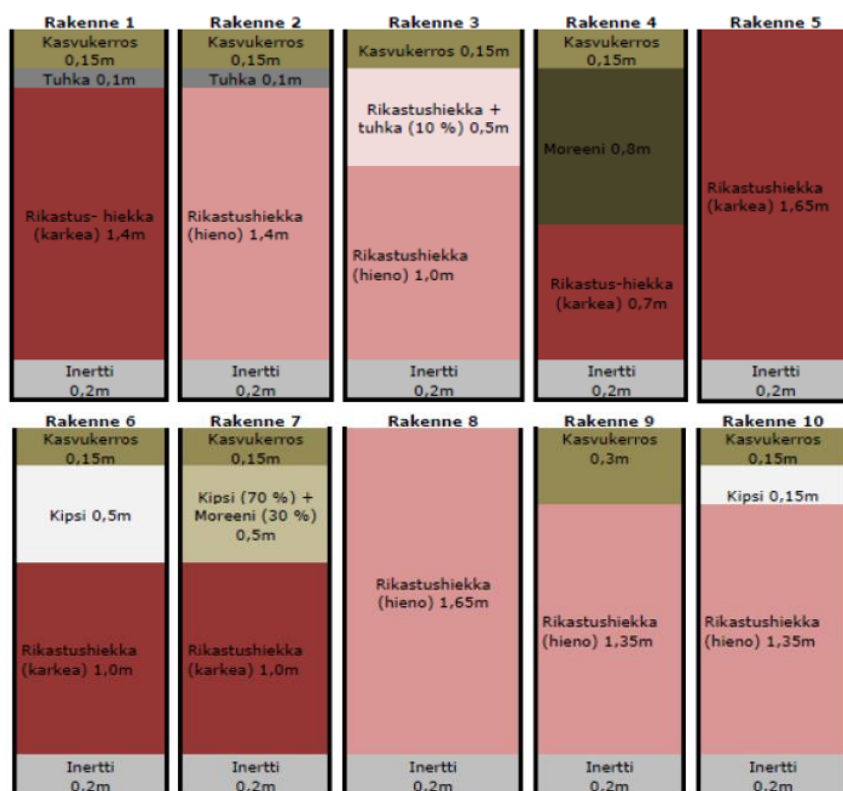 Rakenne 1
Kasvukerros
0,15m
Tuhka 0,1m
Rikastus- hiekka
(karkea) 1,4m
Inertti
0,2m
Rakenne 2
Kasvukerros
0,15m
Tuhka 0,1m
Rikastushiekka
(hieno) 1,4m
Inertti
0,2m
Rakenne 3
Kasvukerros 0,15m
Rikastushiekka +
tuhka (10 %) 0,5m
Rikastushiekka
(hieno) 1,0m
Inertti
0,2m
Rakenne 4
Kasvukerros
0,15m
Moreeni 0,8m
Rikastus-hiekka
(karkea) 0,7m
Inertti
0,2m
Rakenne 5
Rikastushiekka
(karkea) 1,65m
Inertti
0,2m
Rakenne 6
Kasvukerros
0,15m
Kipsi 0,5m
Rikastushiekka
(karkea) 1,0m
Inertti
0,2m
Rakenne 7
Kasvukerros
0,15m
Kipsi (70 %) +
Moreeni (30 %)
0,5m
Rikastushiekka
(karkea) 1,0m
Inertti
0,2m
Rakenne 8
Rikastushiekka
(hieno) 1,65m
Inertti
0,2m
Rakenne 9
Kasvukerros
0,3m
Rikastushiekka
(hieno) 1,35m
Inertti
0,2m
Rakenne 10
Kasvukerros
0,15m
Kipsi 0,15m
Rikastushiekka
(hieno) 1,35m
Inertti
0,2m